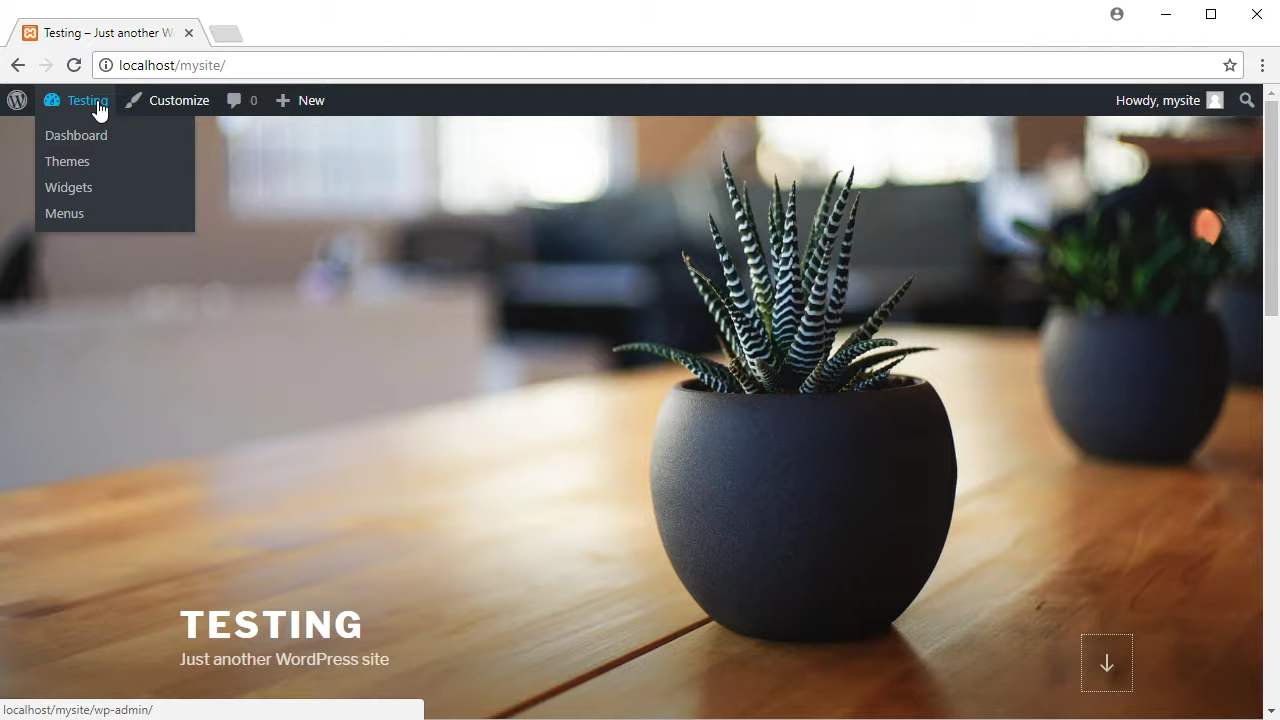 Testing – Just another W
localhost/mysite/
Testing
Customize
0
New
Howdy, mysite
Dashboard
Themes
Widgets
Menus
TESTING
Just another WordPress site
localhost/mysite/wp-admin/